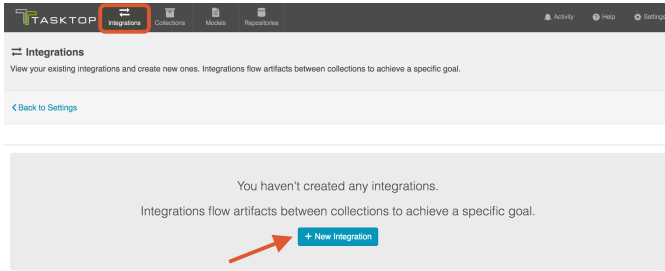 TASKTOP
Integrations
Collections
Models
Repositories
Activity
Help
Settings
Integrations
View your existing integrations and create new ones. Integrations flow artifacts between collections to achieve a specific goal.
Back to Settings
You haven't created any integrations.
Integrations flow artifacts between collections to achieve a specific goal.
+ New Integration